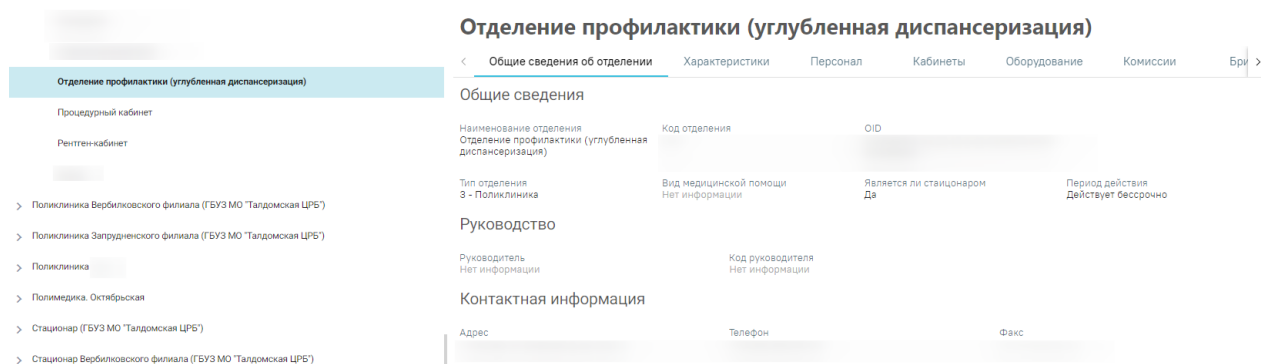 Отделение профилактики (углубленная диспансеризация)
Процедурный кабинет
Рентген-кабинет
Поликлиника Вербилковского филиала (ГБУЗ МО "Талдомская ЦРБ")
Поликлиника Запрудненского филиала (ГБУЗ МО "Талдомская ЦРБ")
Поликлиника
Полимедика. Октябрьская
Стационар (ГБУЗ МО "Талдомская ЦРБ")
Стационар Вербилковского филиала (ГБУЗ МО "Талдомская ЦРБ")
Отделение профилактики (углубленная диспансеризация)
Общие сведения об отделении Характеристики Персонал Кабинеты Оборудование Комиссии Бри
Общие сведения
Наименование отделения Код отделения OID
Отделение профилактики (углубленная
диспансеризация)
Тип отделения Вид медицинской помощи Является ли стаицонаром Период действия
3 - Поликлиника Нет информации Да Действует бессрочно
Руководство
Руководитель Код руководителя
Нет информации Нет информации
Контактная информация
Адрес Телефон Факс